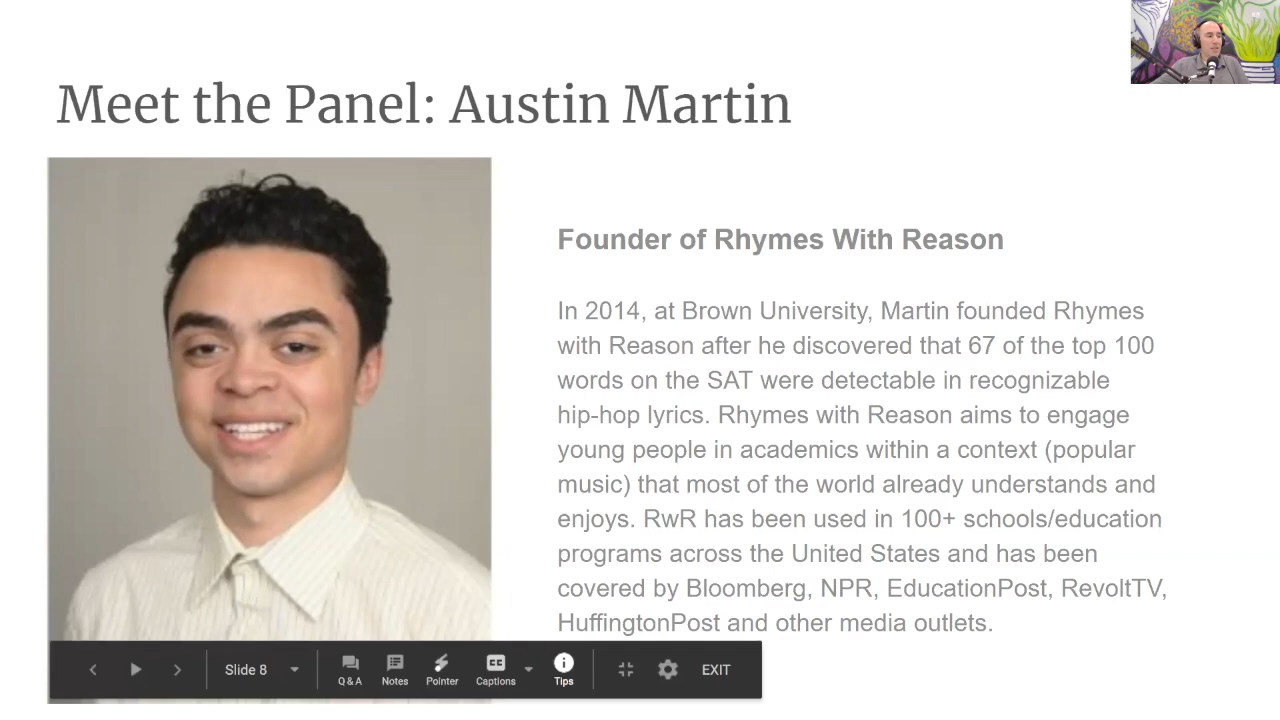 Meet the Panel: Austin Martin
Founder of Rhymes With Reason
In 2014, at Brown University, Martin founded Rhymes
with Reason after he discovered that 67 of the top 100
words on the SAT were detectable in recognizable
hip-hop lyrics. Rhymes with Reason aims to engage
young people in academics within a context (popular
music) that most of the world already understands and
enjoys. RwR has been used in 100+ schools/education
programs across the United States and has been
covered by Bloomberg, NPR, EducationPost, RevoltTV,
HuffingtonPost and other media outlets.
Slide 8
Q & A
Notes
Pointer
CC
Captions
Tips
EXIT